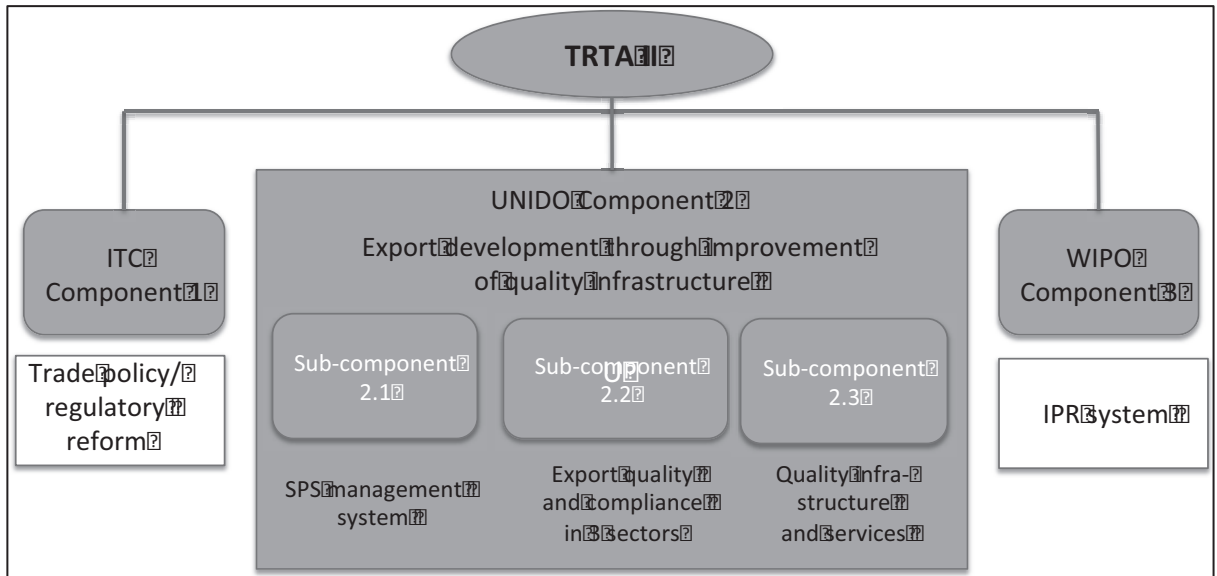 TRTA II
UNIDO Component 2
Export development through improvement
of quality infrastructure
ITC
Component 1
Trade policy/
regulatory
reform
Sub-component
2.1
SPS management
system
Sub-component
2.2
U
Export quality
and compliance
in 3 sectors
Sub-component
2.3
Quality infra-
structure
and services
WIPO
Component 3
IPR system